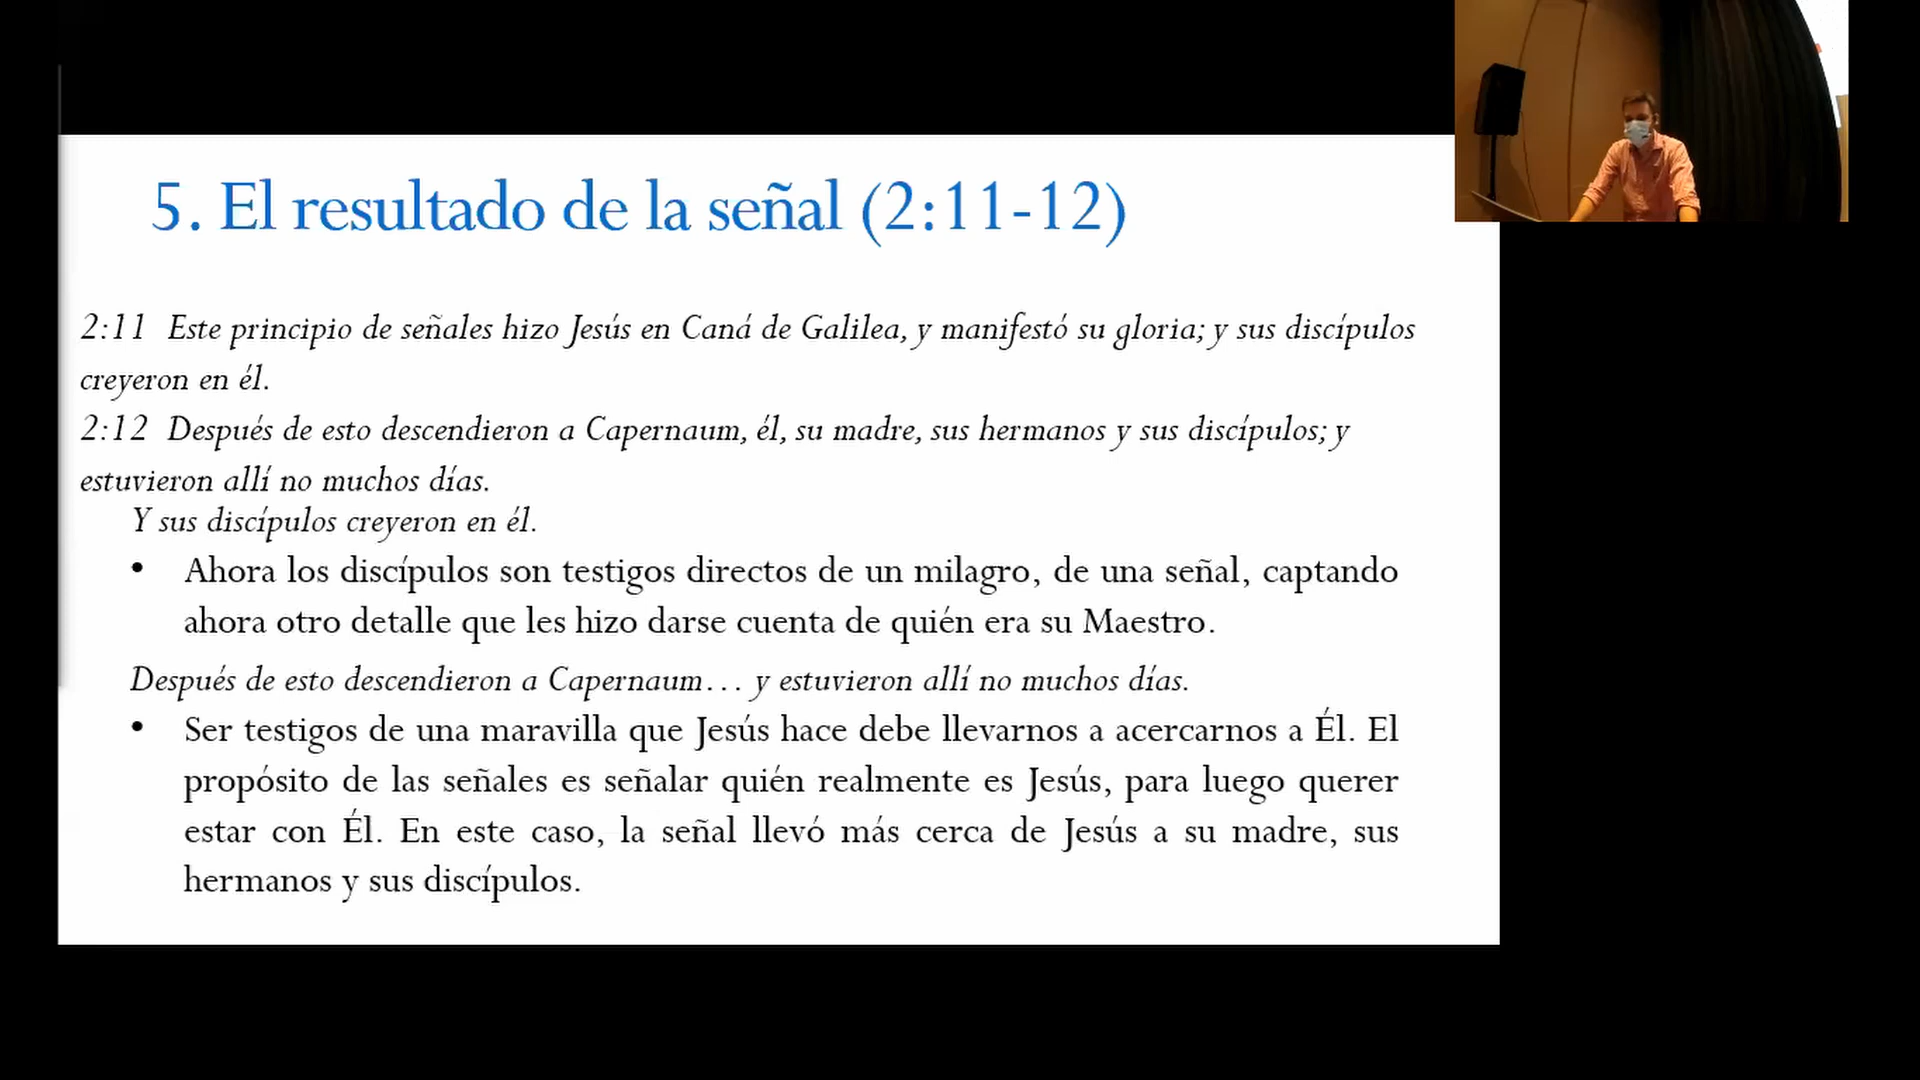 5. El resultado de la señal (2:11-12)
2:11 Este principio de señales hizo Jesús en Caná de Galilea, y manifestó su gloria; y sus discípulos
creyeron en él.
2:12 Después de esto descendieron a Capernaum, él, su madre, sus hermanos y sus discípulos; y
estuvieron allí no muchos días.
Y sus discípulos creyeron en él.
• Ahora los discípulos son testigos directos de un milagro, de una señal, captando
ahora otro detalle que les hizo darse cuenta de quién era su Maestro.
Después de esto descendieron a Capernaum… y estuvieron allí no muchos días.
• Ser testigos de una maravilla que Jesús hace debe llevarnos a acercarnos a Él. El
propósito de las señales es señalar quién realmente es Jesús, para luego querer
estar con Él. En este caso, la señal llevó más cerca de Jesús a su madre, sus
hermanos y sus discípulos.